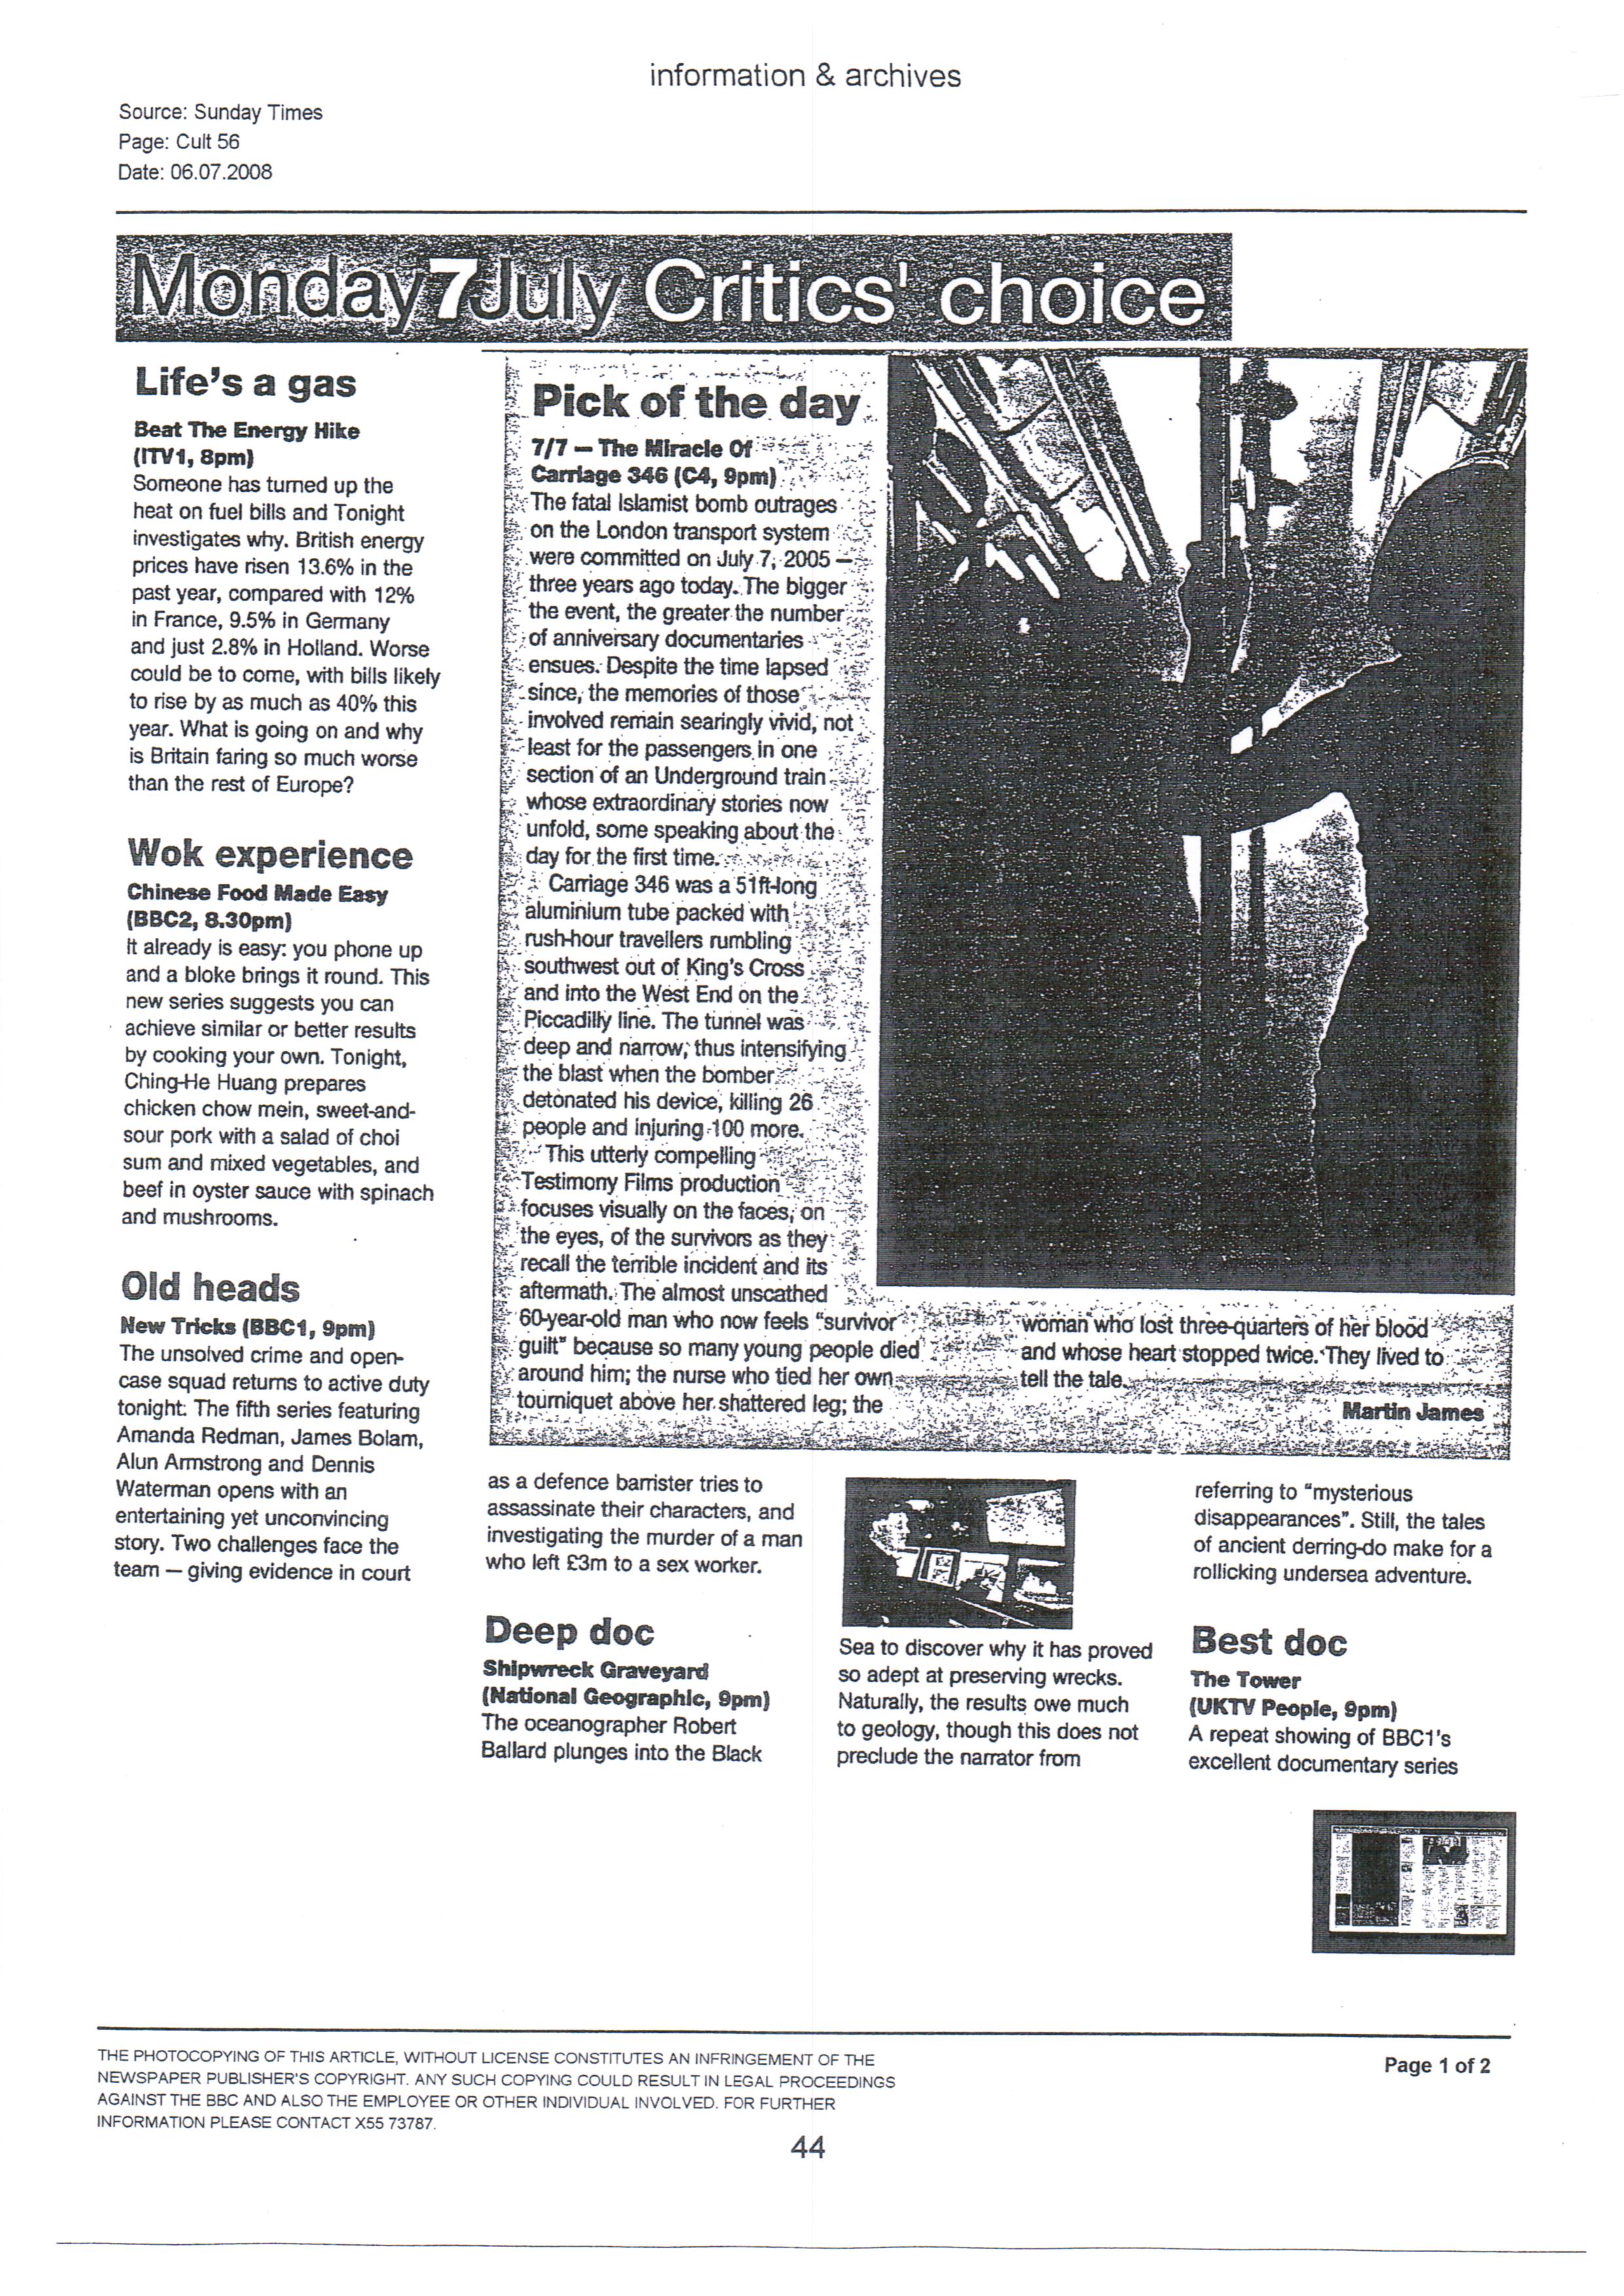 information & archives
Source: Sunday Times
Page: Cult 56
Date: 06.07.2008
Monday 7 July Critics' choice
Life's a gas
Beat The Energy Hike
(ITV1, 8pm)
Someone has turned up the
heat on fuel bills and Tonight
investigates why. British energy
prices have risen 13.6% in the
past year, compared with 12%
in France, 9.5% in Germany
and just 2.8% in Holland. Worse
could be to come, with bills likely
to rise by as much as 40% this
year. What is going on and why
is Britain faring so much worse
than the rest of Europe?
Wok experience
Chinese Food Made Easy
(BBC2, 8.30pm)
It already is easy: you phone up
and a bloke brings it round. This
new series suggests you can
achieve similar or better results
by cooking your own. Tonight,
Ching-He Huang prepares
chicken chow mein, sweet-and-
sour pork with a salad of choi
sum and mixed vegetables, and
beef in oyster sauce with spinach
and mushrooms.
Old heads
New Tricks (BBC1, 9pm)
The unsolved crime and open-
case squad returns to active duty
tonight. The fifth series featuring
Amanda Redman, James Bolam,
Alun Armstrong and Dennis
Waterman opens with an
entertaining yet unconvincing
story. Two challenges face the
team — giving evidence in court
as a defence barrister tries to
assassinate their characters, and
investigating the murder of a man
who left £3m to a sex worker.
Pick of the day
7/7 — The Miracle Of
Carriage 346 (C4, 9pm)
The fatal Islamist bomb outrages
on the London transport system
were committed on July 7, 2005 —
three years ago today. The bigger
the event, the greater the number
of anniversary documentaries
ensues. Despite the time lapsed
since, the memories of those
involved remain searingly vivid, not
least for the passengers in one
section of an Underground train
whose extraordinary stories now
unfold, some speaking about the
day for the first time.
Carriage 346 was a 51ft-long
aluminium tube packed with
rush-hour travellers rumbling
southwest out of King's Cross
and into the West End on the
Piccadilly line. The tunnel was
deep and narrow, thus intensifying
the blast when the bomber
detonated his device, killing 26
people and injuring 100 more.
This utterly compelling
Testimony Films production
focuses visually on the faces, on
the eyes, of the survivors as they
recall the terrible incident and its
aftermath. The almost unscathed
60-year-old man who now feels "survivor
guilt" because so many young people died
around him; the nurse who tied her own
tourniquet above her shattered leg; the
woman who lost three-quarters of her blood
and whose heart stopped twice. They lived to
tell the tale.
Martin James
Deep doc
Shipwreck Graveyard
(National Geographic, 9pm)
The oceanographer Robert
Ballard plunges into the Black
Sea to discover why it has proved
so adept at preserving wrecks.
Naturally, the results owe much
to geology, though this does not
preclude the narrator from
referring to "mysterious
disappearances". Still, the tales
of ancient derring-do make for a
rollicking undersea adventure.
Best doc
The Tower
(UKTV People, 9pm)
A repeat showing of BBC1's
excellent documentary series
THE PHOTOCOPYING OF THIS ARTICLE, WITHOUT LICENSE CONSTITUTES AN INFRINGEMENT OF THE
NEWSPAPER PUBLISHER'S COPYRIGHT. ANY SUCH COPYING COULD RESULT IN LEGAL PROCEEDINGS
AGAINST THE BBC AND ALSO THE EMPLOYEE OR OTHER INDIVIDUAL INVOLVED. FOR FURTHER
INFORMATION PLEASE CONTACT X55 73787.
Page 1 of 2
44